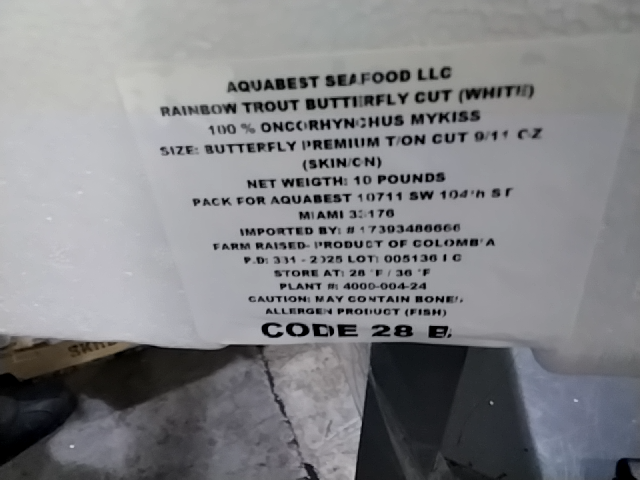 AQUABEST SEAFOOD LLC
RAINBOW TROUT BUTTERFLY CUT (WHITE)
100 % ONCORHYNCHUS MYKISS
SIZE: BUTTERFLY PREMIUM T/ON CUT 9/11 OZ
(SKIN/ON)
NET WEIGTH: 10 POUNDS
PACK FOR AQUABEST 10711 SW 104th ST
MIAMI 33176
IMPORTED BY: # 17393486666
FARM RAISED- PRODUCT OF COLOMBIA
P.D: 331 - 2025 LOT: 005136
STORE AT: 28 °F / 36 °F
PLANT #: 4000-004-24
CAUTION: MAY CONTAIN BONES,
ALLERGEN PRODUCT (FISH)
CODE 28 B